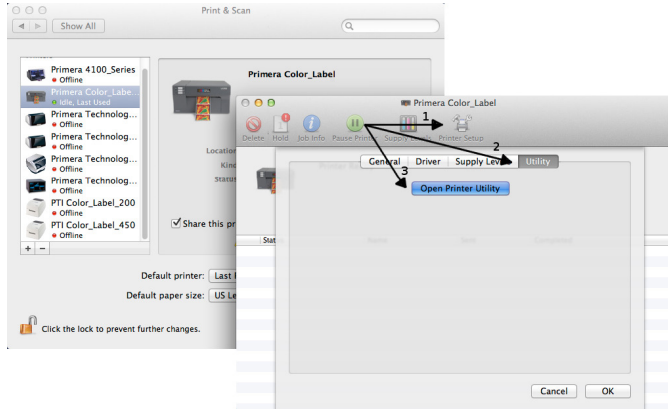 Print & Scan
Show All
Primera 4100_Series
Offline
Primera Color_Labe...
Idle, Last Used
Primera Technolog...
Offline
Primera Technolog...
Offline
Primera Technolog...
Offline
Primera Technolog...
Offline
PTI Color_Label_200
Offline
PTI Color_Label_450
Offline
+ −
Primera Color_Label
Location
Kind
Status
Share this pr
Default printer: Last
Default paper size: US Le
Click the lock to prevent further changes.
Primera Color_Label
Delete Hold Job Info Pause Printer Supply Levels Printer Setup
1
2
3
General Driver Supply Levels Utility
Open Printer Utility
Status Name
Cancel OK